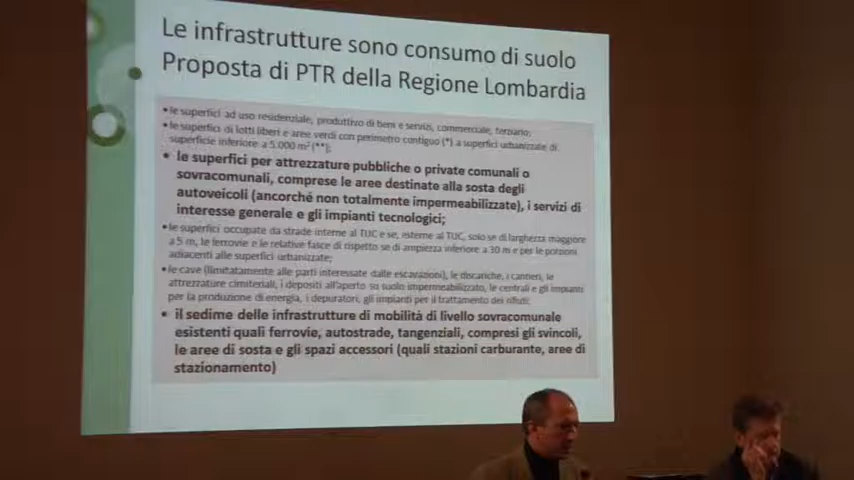 Le infrastrutture sono consumo di suolo
Proposta di PTR della Regione Lombardia
• le superfici ad uso residenziale, produttivo di beni e servizi, commerciale, terziario;
• le superfici di lotti liberi e aree verdi con perimetro contiguo (*) a superfici urbanizzate di
superficie inferiore a 5.000 m² (**);
• le superfici per attrezzature pubbliche o private comunali o
sovracomunali, comprese le aree destinate alla sosta degli
autoveicoli (ancorché non totalmente impermeabilizzate), i servizi di
interesse generale e gli impianti tecnologici;
• le superfici occupate da strade interne al TUC e se, esterne al TUC, solo se di larghezza maggiore
a 5 m, le ferrovie e le relative fasce di rispetto se di ampiezza inferiore a 30 m e per le porzioni
adiacenti alle superfici urbanizzate;
• le cave (limitatamente alle parti interessate dalle escavazioni), le discariche, i cantieri, le
attrezzature cimiteriali, i depositi all'aperto su suolo impermeabilizzato, le centrali e gli impianti
per la produzione di energia, i depuratori, gli impianti per il trattamento dei rifiuti;
• il sedime delle infrastrutture di mobilità di livello sovracomunale
esistenti quali ferrovie, autostrade, tangenziali, compresi gli svincoli,
le aree di sosta e gli spazi accessori (quali stazioni carburante, aree di
stazionamento)